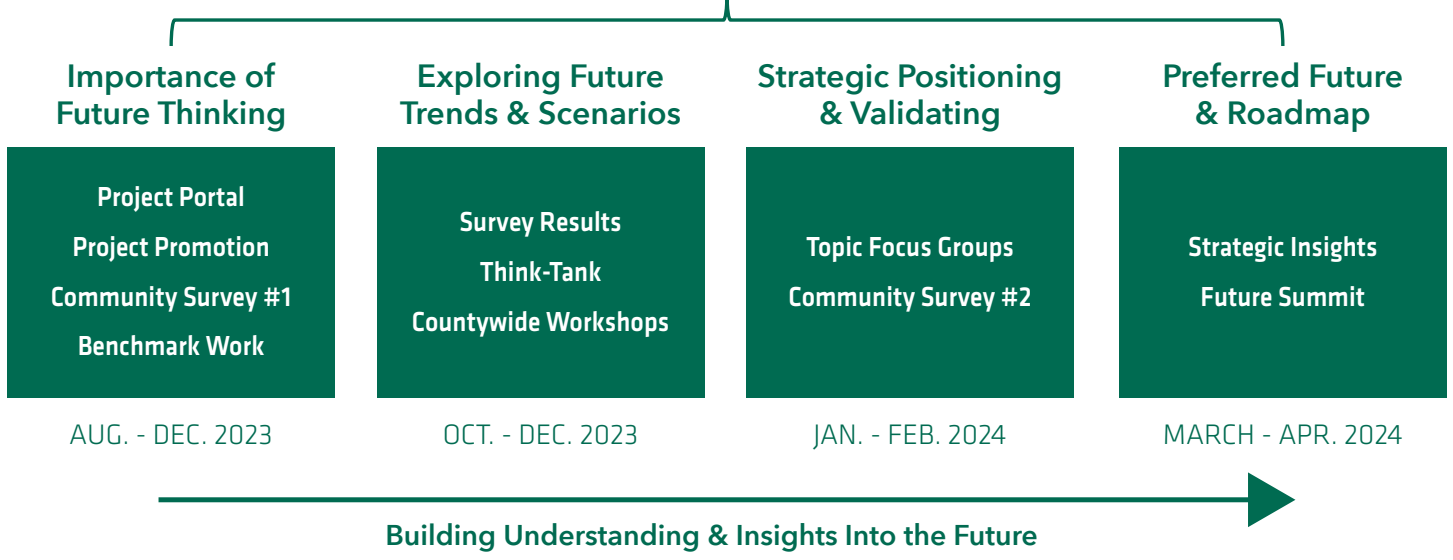 Importance of
Future Thinking
Project Portal
Project Promotion
Community Survey #1
Benchmark Work
AUG. - DEC. 2023
Exploring Future
Trends & Scenarios
Survey Results
Think-Tank
Countywide Workshops
OCT. - DEC. 2023
Strategic Positioning
& Validating
Topic Focus Groups
Community Survey #2
JAN. - FEB. 2024
Preferred Future
& Roadmap
Strategic Insights
Future Summit
MARCH - APR. 2024
Building Understanding & Insights Into the Future